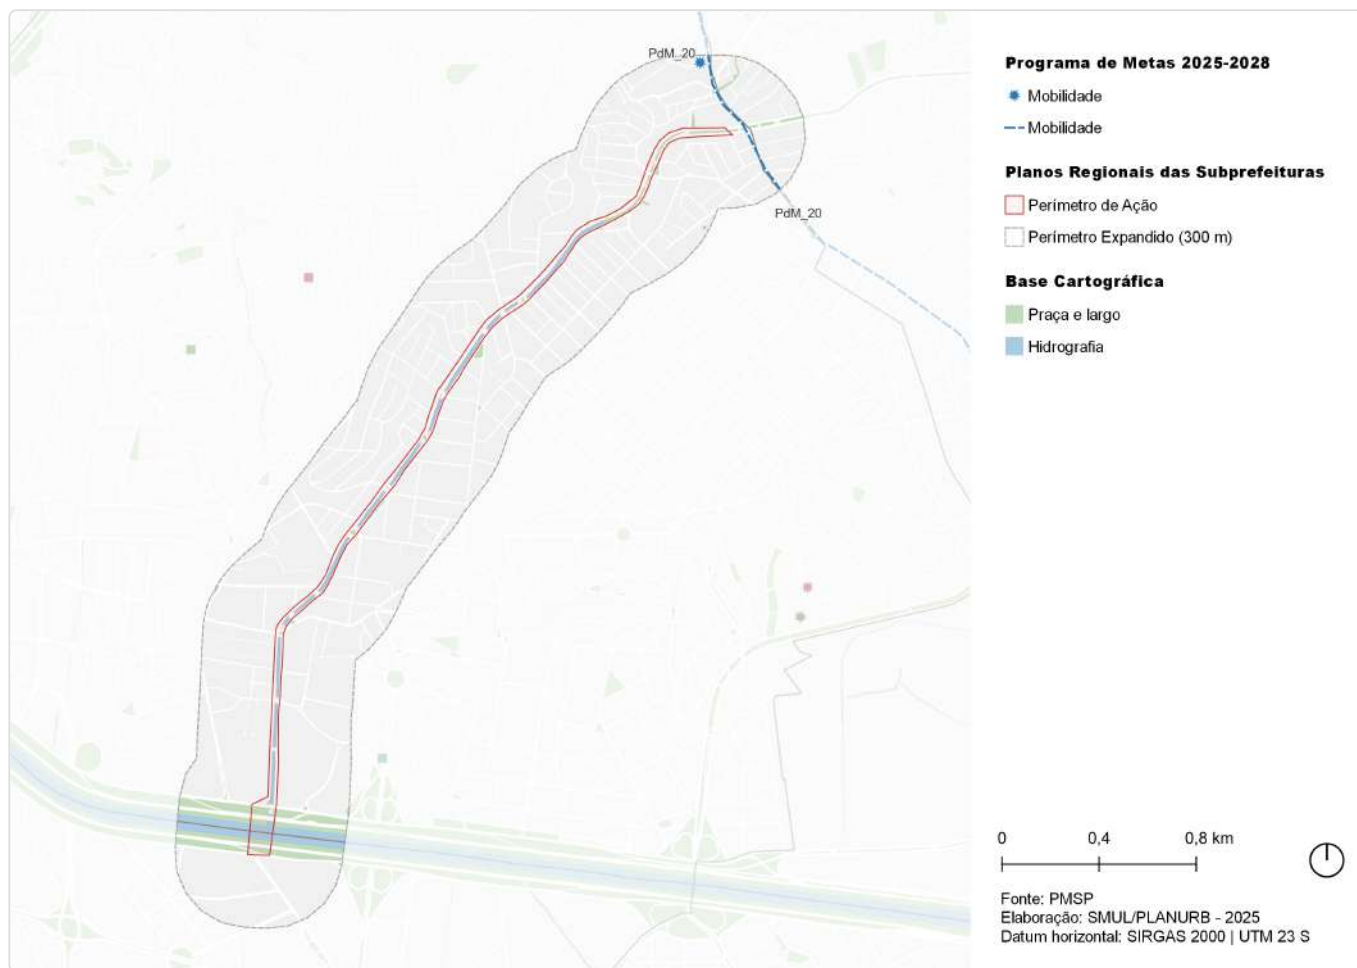 PdM_20
PdM_20
Programa de Metas 2025-2028
Mobilidade
Mobilidade
Planos Regionais das Subprefeituras
Perímetro de Ação
Perímetro Expandido (300 m)
Base Cartográfica
Praça e largo
Hidrografia
0 0,4 0,8 km
Fonte: PMSP
Elaboração: SMUL/PLANURB - 2025
Datum horizontal: SIRGAS 2000 | UTM 23 S